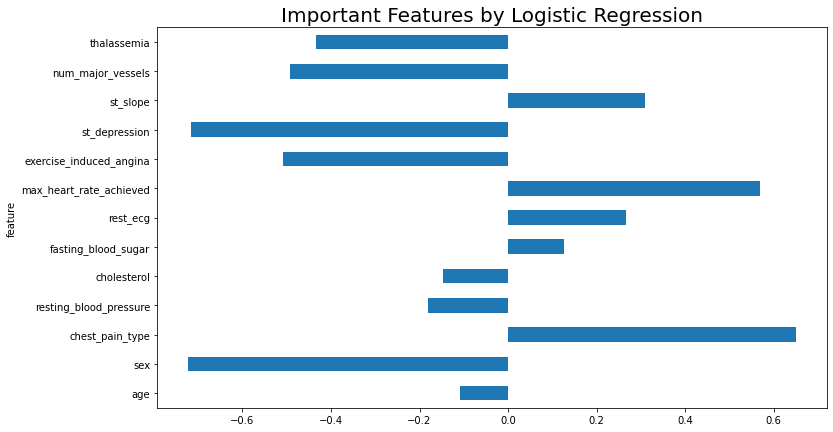 Important Features by Logistic Regression
thalassemia
num_major_vessels
st_slope
st_depression
exercise_induced_angina
max_heart_rate_achieved
rest_ecg
fasting_blood_sugar
cholesterol
resting_blood_pressure
chest_pain_type
sex
age
feature
−0.6 −0.4 −0.2 0.0 0.2 0.4 0.6